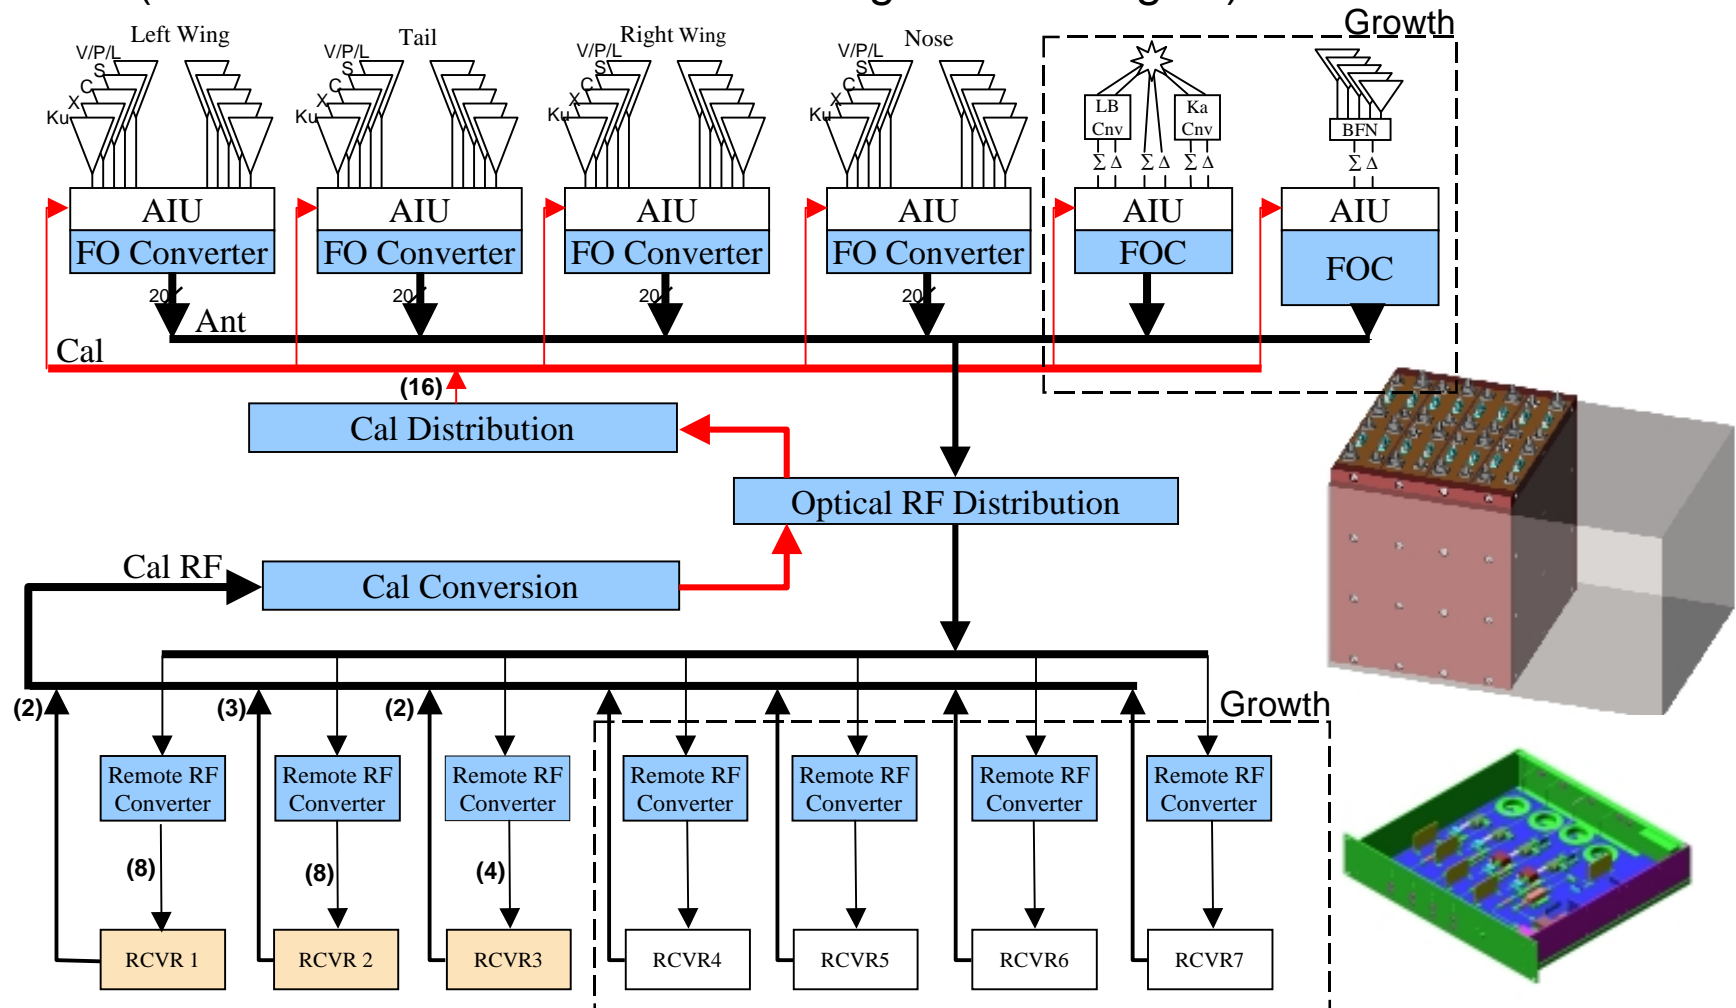 Growth
Left Wing
Tail
Right Wing
Nose
V/P/L
S
C
X
Ku
V/P/L
S
C
X
Ku
V/P/L
S
C
X
Ku
V/P/L
S
C
X
Ku
LB
Cnv
Ka
Cnv
BFN
Σ Δ
Σ Δ
Σ Δ
Σ Δ
AIU
AIU
AIU
AIU
AIU
AIU
FO Converter
FO Converter
FO Converter
FO Converter
FOC
FOC
20
20
20
20
Ant
Cal
(16)
Cal Distribution
Optical RF Distribution
Cal RF
Cal Conversion
Growth
(2)
(3)
(2)
Remote RF
Converter
Remote RF
Converter
Remote RF
Converter
Remote RF
Converter
Remote RF
Converter
Remote RF
Converter
Remote RF
Converter
(8)
(8)
(4)
RCVR 1
RCVR 2
RCVR3
RCVR4
RCVR5
RCVR6
RCVR7